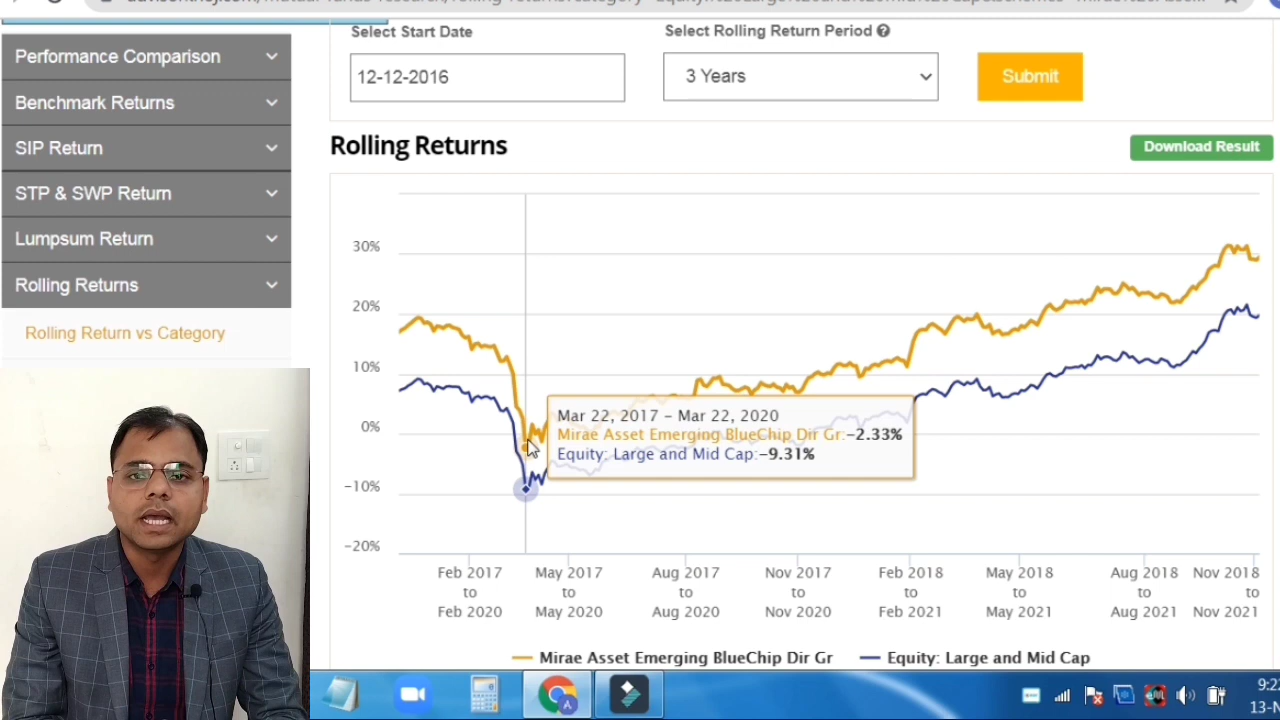 Select Start Date
Select Rolling Return Period
Performance Comparison
12-12-2016
3 Years
Submit
Benchmark Returns
SIP Return
Rolling Returns
Download Result
STP & SWP Return
Lumpsum Return
Rolling Returns
Rolling Return vs Category
30%
20%
10%
0%
-10%
-20%
Mar 22, 2017 - Mar 22, 2020
Mirae Asset Emerging BlueChip Dir Gr:-2.33%
Equity: Large and Mid Cap:-9.31%
Feb 2017 to Feb 2020
May 2017 to May 2020
Aug 2017 to Aug 2020
Nov 2017 to Nov 2020
Feb 2018 to Feb 2021
May 2018 to May 2021
Aug 2018 to Aug 2021
Nov 2018 to Nov 2021
Mirae Asset Emerging BlueChip Dir Gr
Equity: Large and Mid Cap